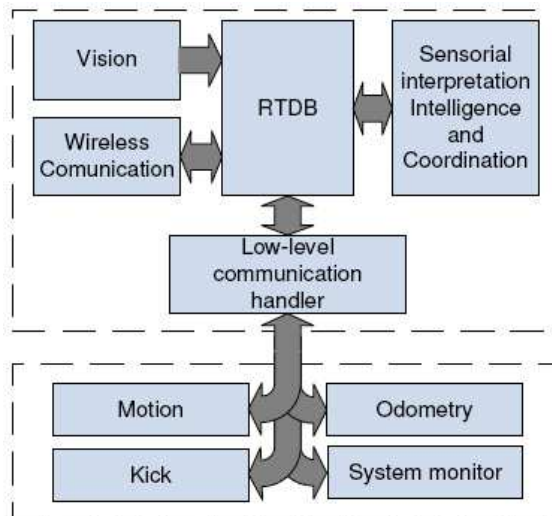 Vision
RTDB
Sensorial
interpretation
Intelligence
and
Coordination
Wireless
Comunication
Low-level
communication
handler
Motion
Odometry
Kick
System monitor